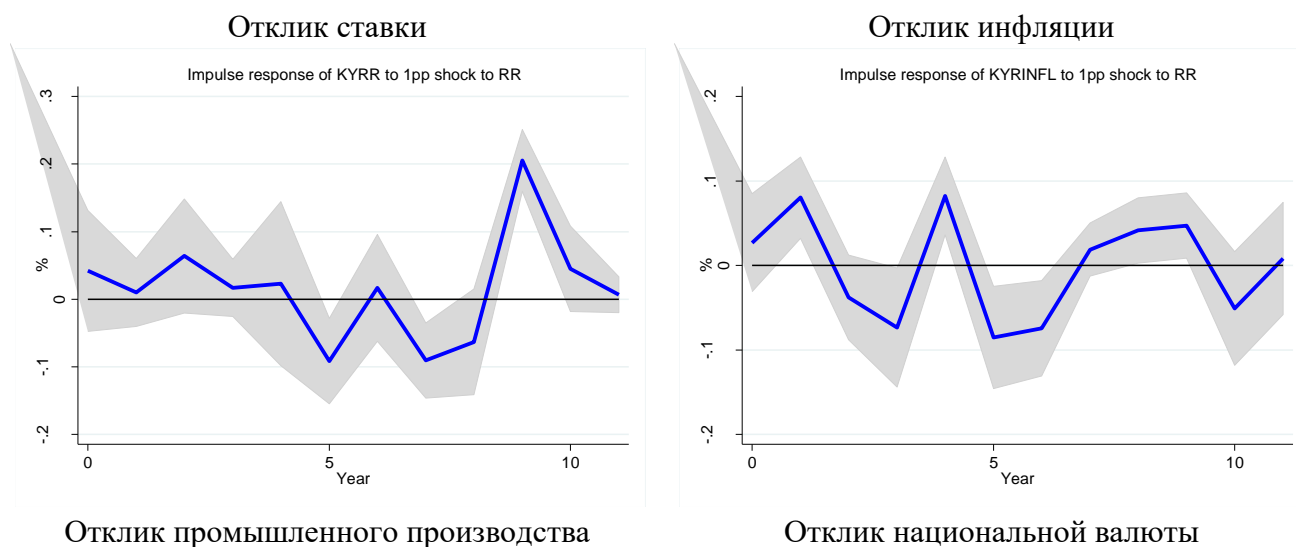 Отклик ставки
Отклик инфляции
Impulse response of KYRR to 1pp shock to RR
.3
.2
.1
0
-.1
-.2
%
0
5
10
Year
Impulse response of KYRINFL to 1pp shock to RR
.2
.1
0
-.1
-.2
%
0
5
10
Year
Отклик промышленного производства
Отклик национальной валюты